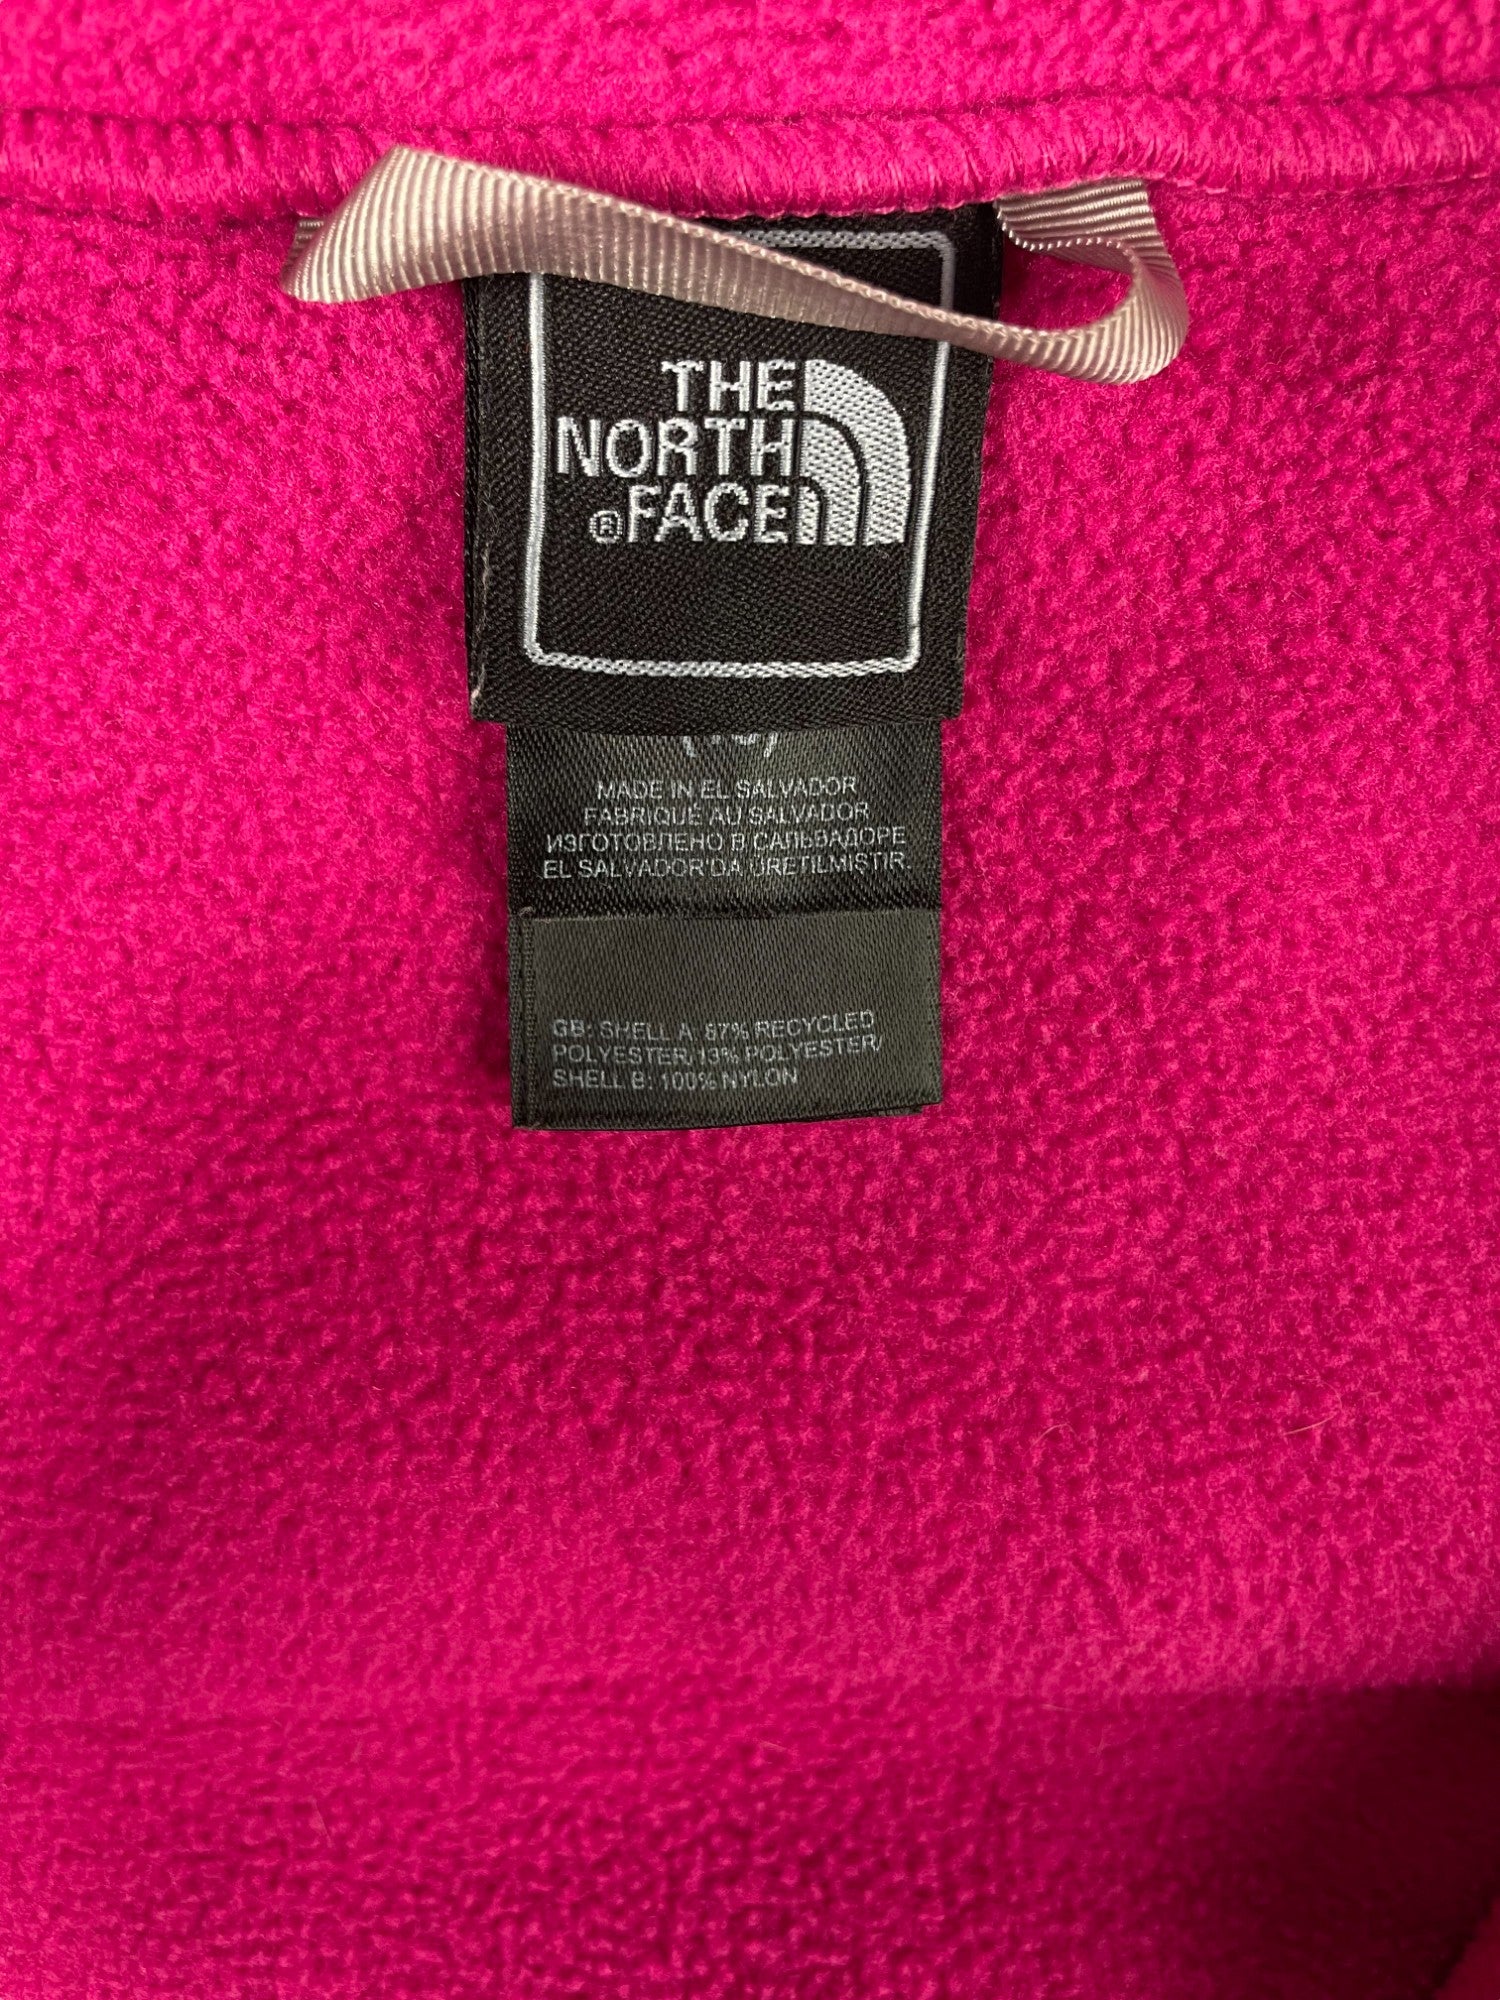 THE
NORTH
® FACE
MADE IN EL SALVADOR
FABRIQUÉ AU SALVADOR
ИЗГОТОВЛЕНО В САЛЬВАДОРЕ
EL SALVADOR'DA ÜRETILMISTIR
GB: SHELL A: 87% RECYCLED
POLYESTER, 13% POLYESTER/
SHELL B: 100% NYLON